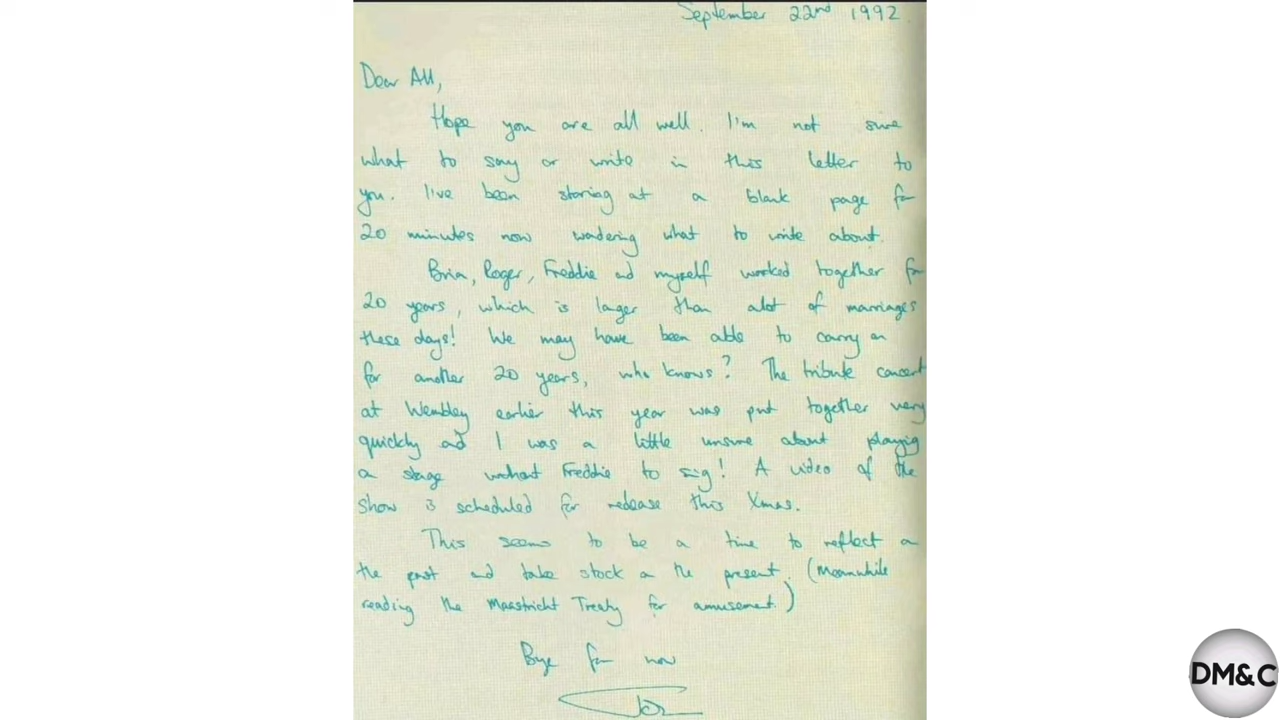 September 22nd 1992.
Dear All,
Hope you are all well. I'm not sure
what to say or write in this letter to
you. I've been staring at a blank page for
20 minutes now wondering what to write about.
Brian, Roger, Freddie and myself worked together for
20 years, which is longer than alot of marriages
these days! We may have been able to carry on
for another 20 years, who knows? The tribute concert
at Wembley earlier this year was put together very
quickly and I was a little unsure about playing
a stage without Freddie to sing! A video of the
show is scheduled for release this Xmas.
This seems to be a time to reflect on
the past and take stock on the present. (Meanwhile
reading the Maastricht Treaty for amusement.)
Bye for now
John
DM&C